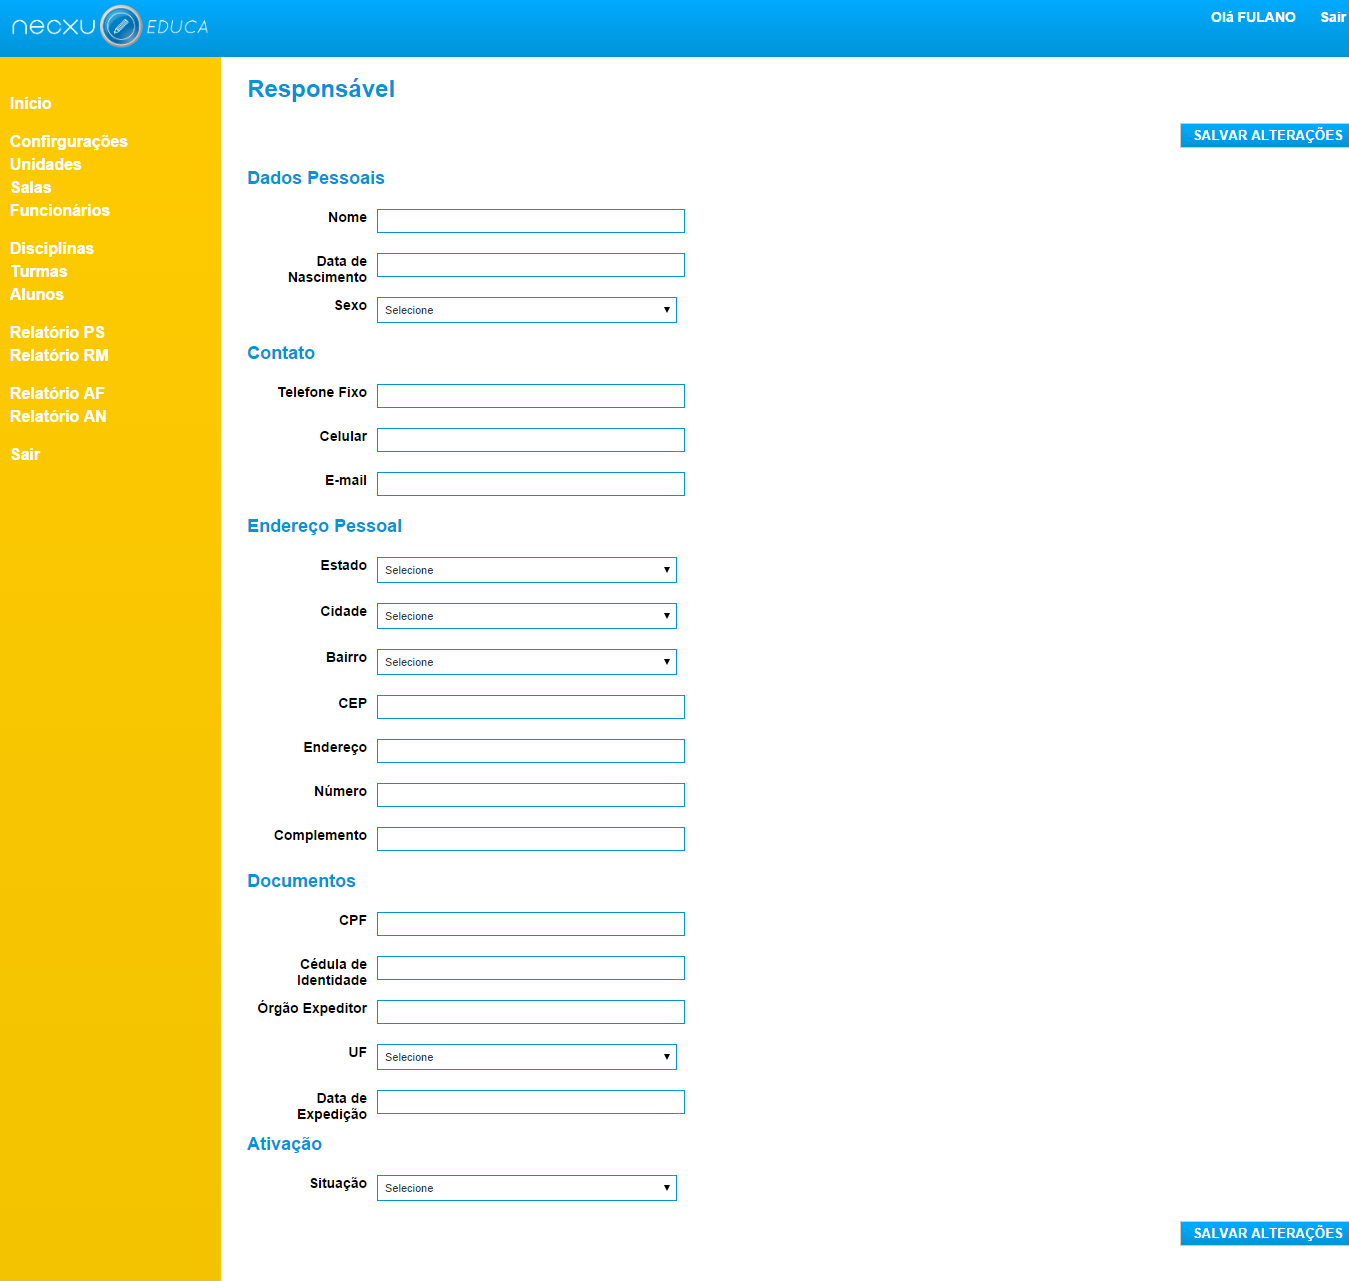 necxu EDUCA
Olá FULANO Sair
Inicio
Confirgurações
Unidades
Salas
Funcionários
Disciplinas
Turmas
Alunos
Relatório PS
Relatório RM
Relatório AF
Relatório AN
Sair
Responsável
SALVAR ALTERAÇÕES
Dados Pessoais
Nome
Data de
Nascimento
Sexo Selecione
Contato
Telefone Fixo
Celular
E-mail
Endereço Pessoal
Estado Selecione
Cidade Selecione
Bairro Selecione
CEP
Endereço
Número
Complemento
Documentos
CPF
Cédula de
Identidade
Órgão Expeditor
UF Selecione
Data de
Expedição
Ativação
Situação Selecione
SALVAR ALTERAÇÕES